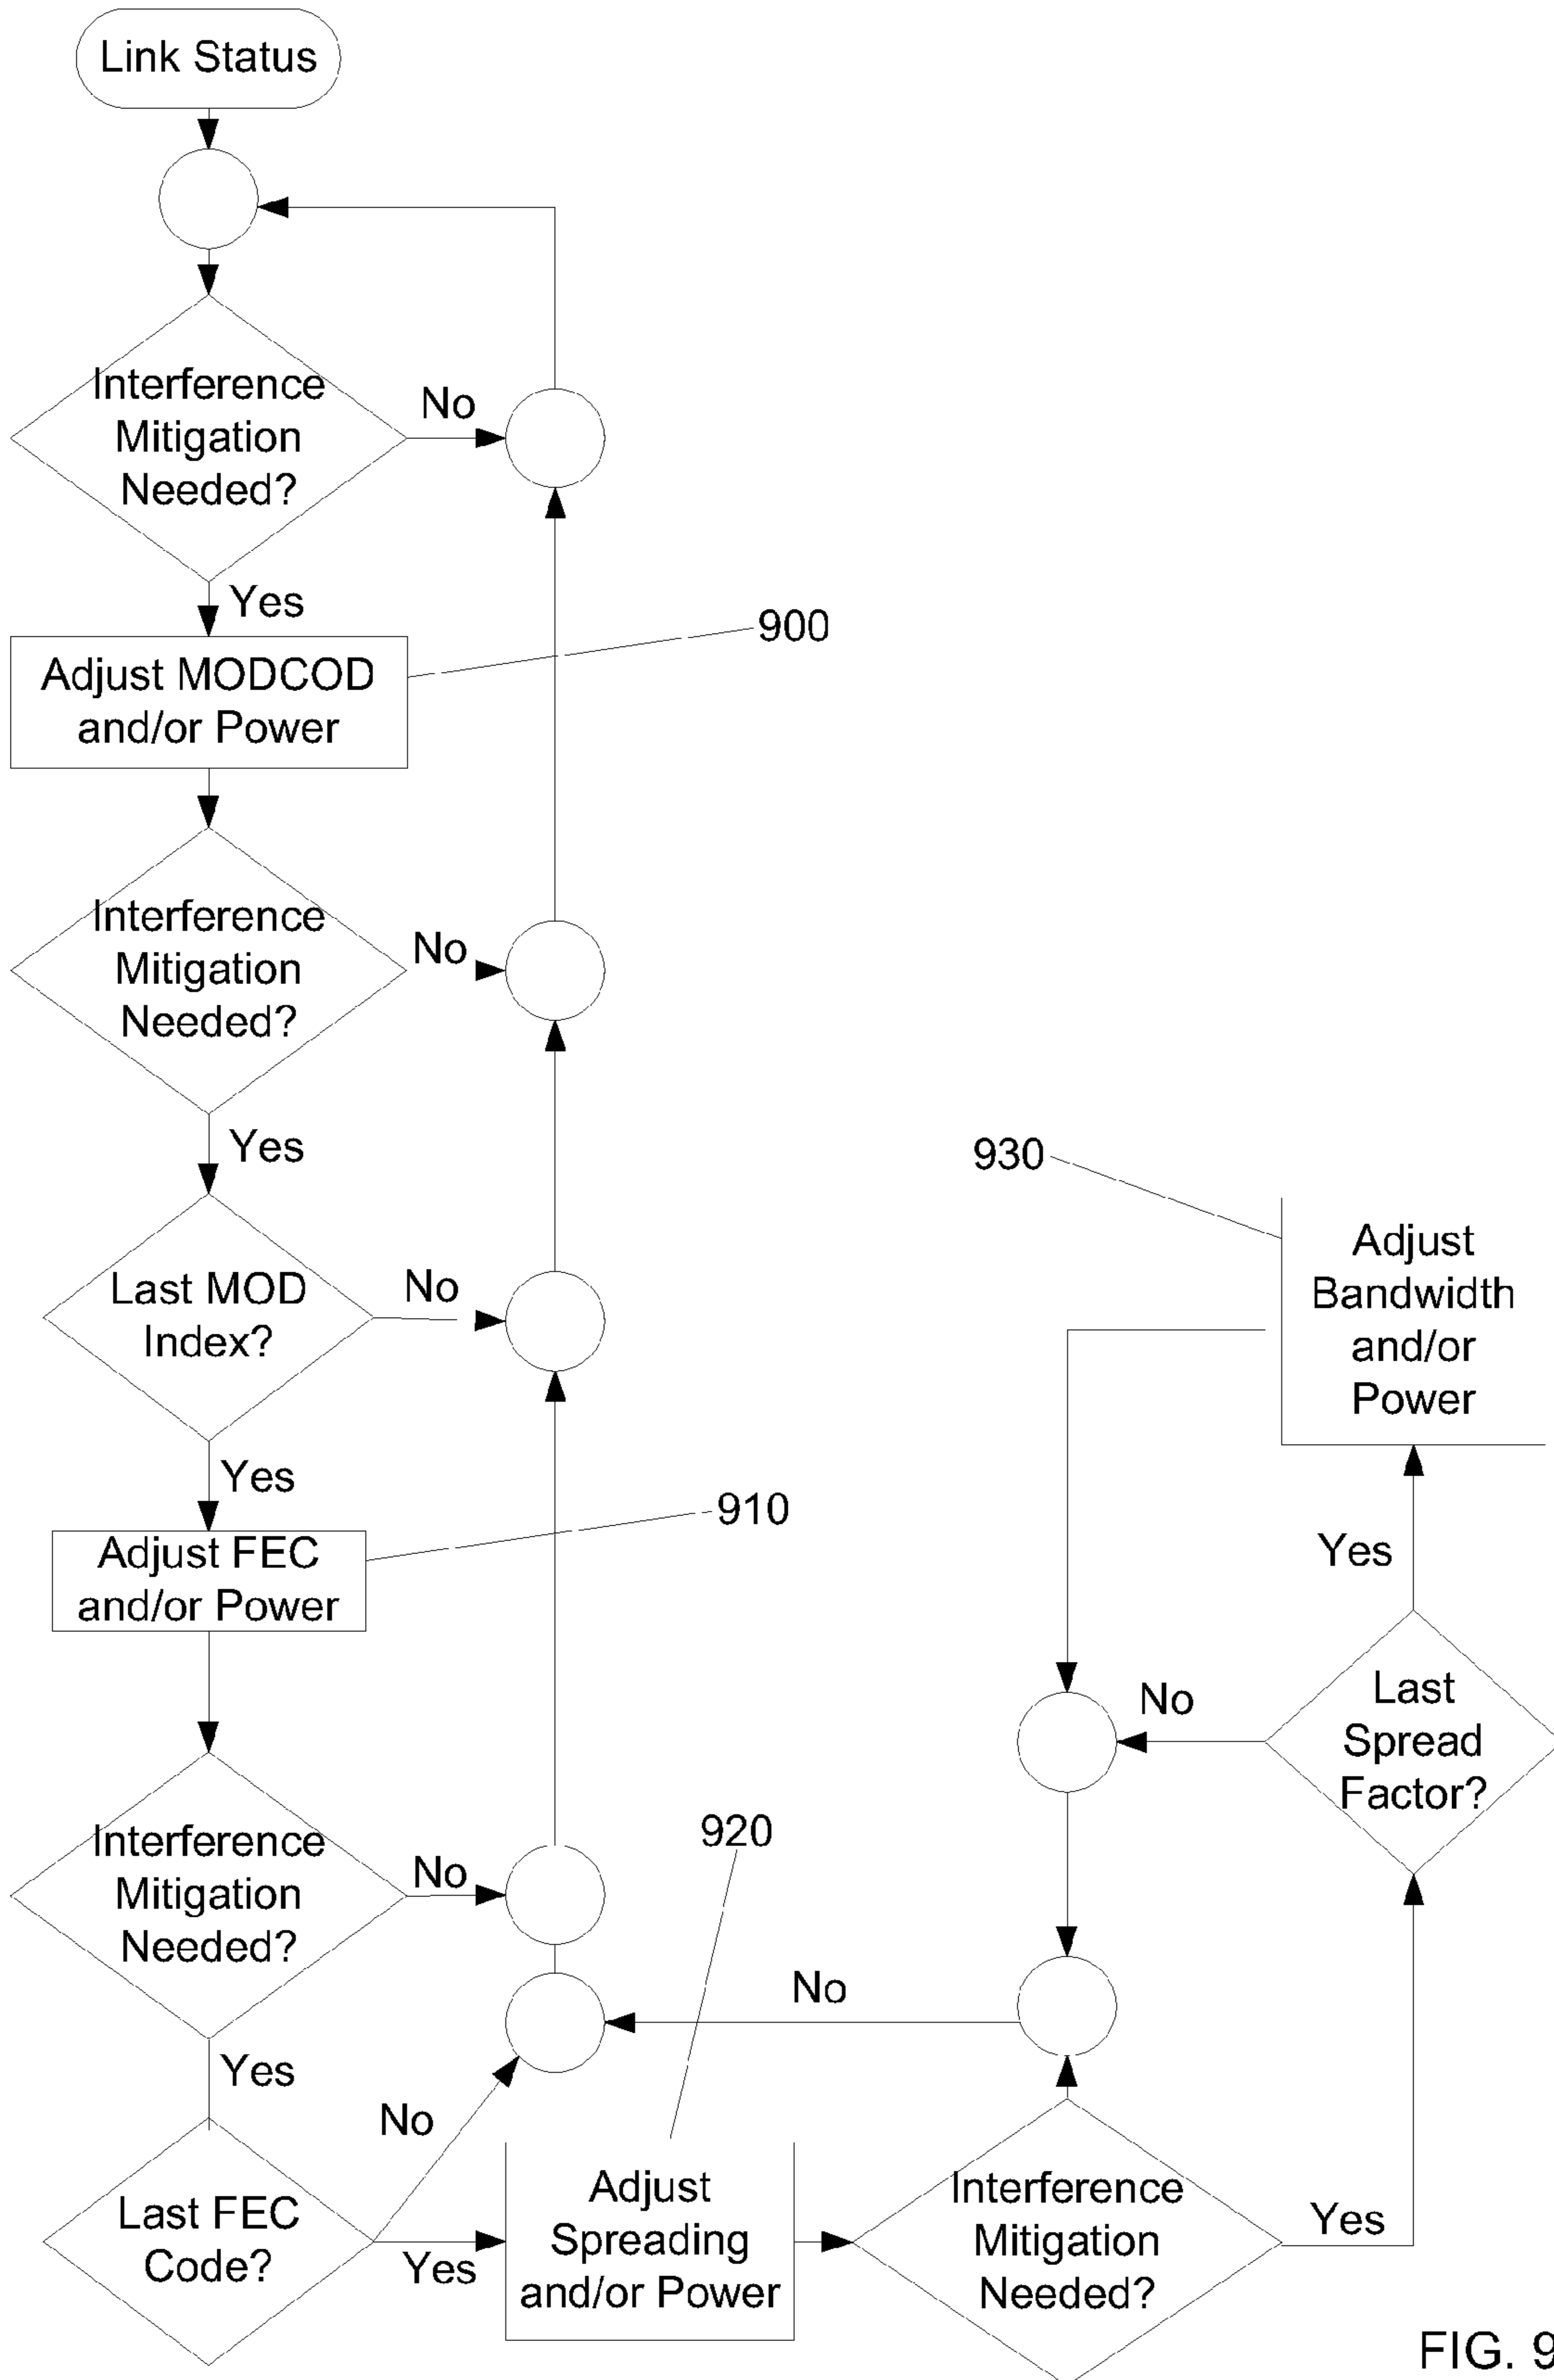 Link Status
Interference
Mitigation
Needed?
No
Yes
900
Adjust MODCOD
and/or Power
Interference
Mitigation
Needed?
No
Yes
Last MOD
Index?
No
Yes
910
Adjust FEC
and/or Power
Interference
Mitigation
Needed?
No
Yes
Last FEC
Code?
No
Yes
920
Adjust
Spreading
and/or Power
Interference
Mitigation
Needed?
No
Yes
Last
Spread
Factor?
No
Yes
930
Adjust
Bandwidth
and/or
Power
FIG. 9